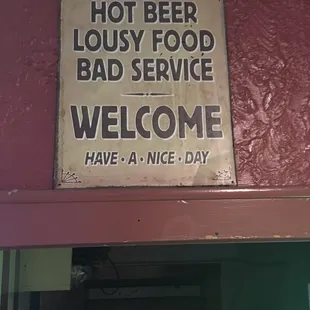 HOT BEER
LOUSY FOOD
BAD SERVICE
WELCOME
HAVE • A • NICE • DAY